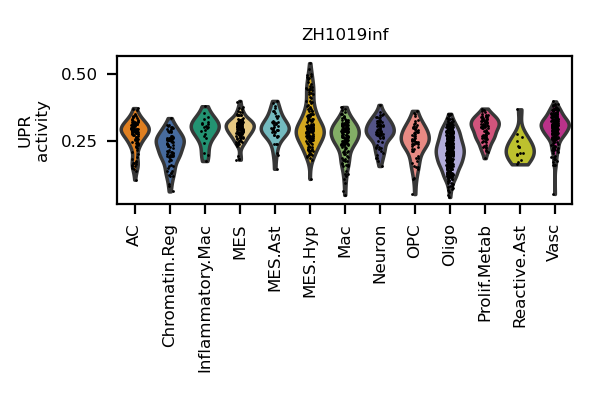 ZH1019inf
UPR
activity
0.50
0.25
AC
Chromatin.Reg
Inflammatory.Mac
MES
MES.Ast
MES.Hyp
Mac
Neuron
OPC
Oligo
Prolif.Metab
Reactive.Ast
Vasc